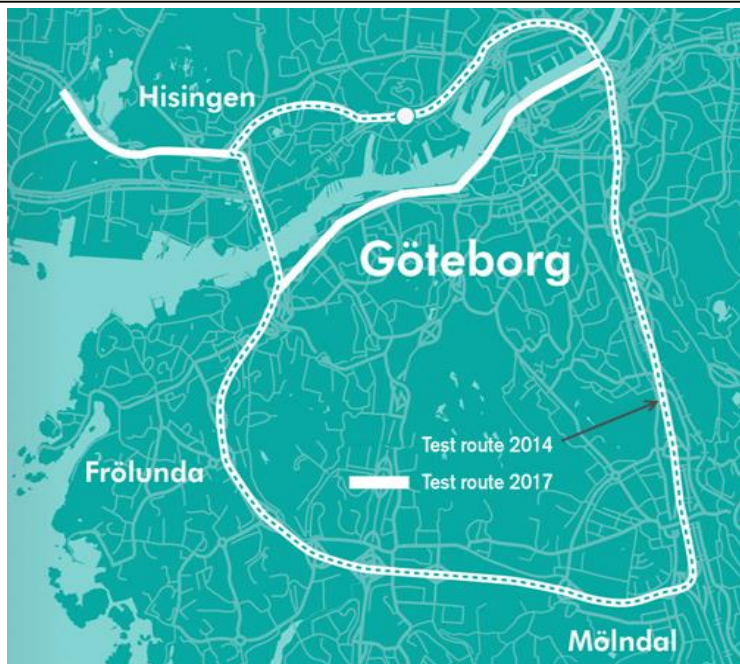 Hisingen
Göteborg
Test route 2014
Test route 2017
Frölunda
Mölndal